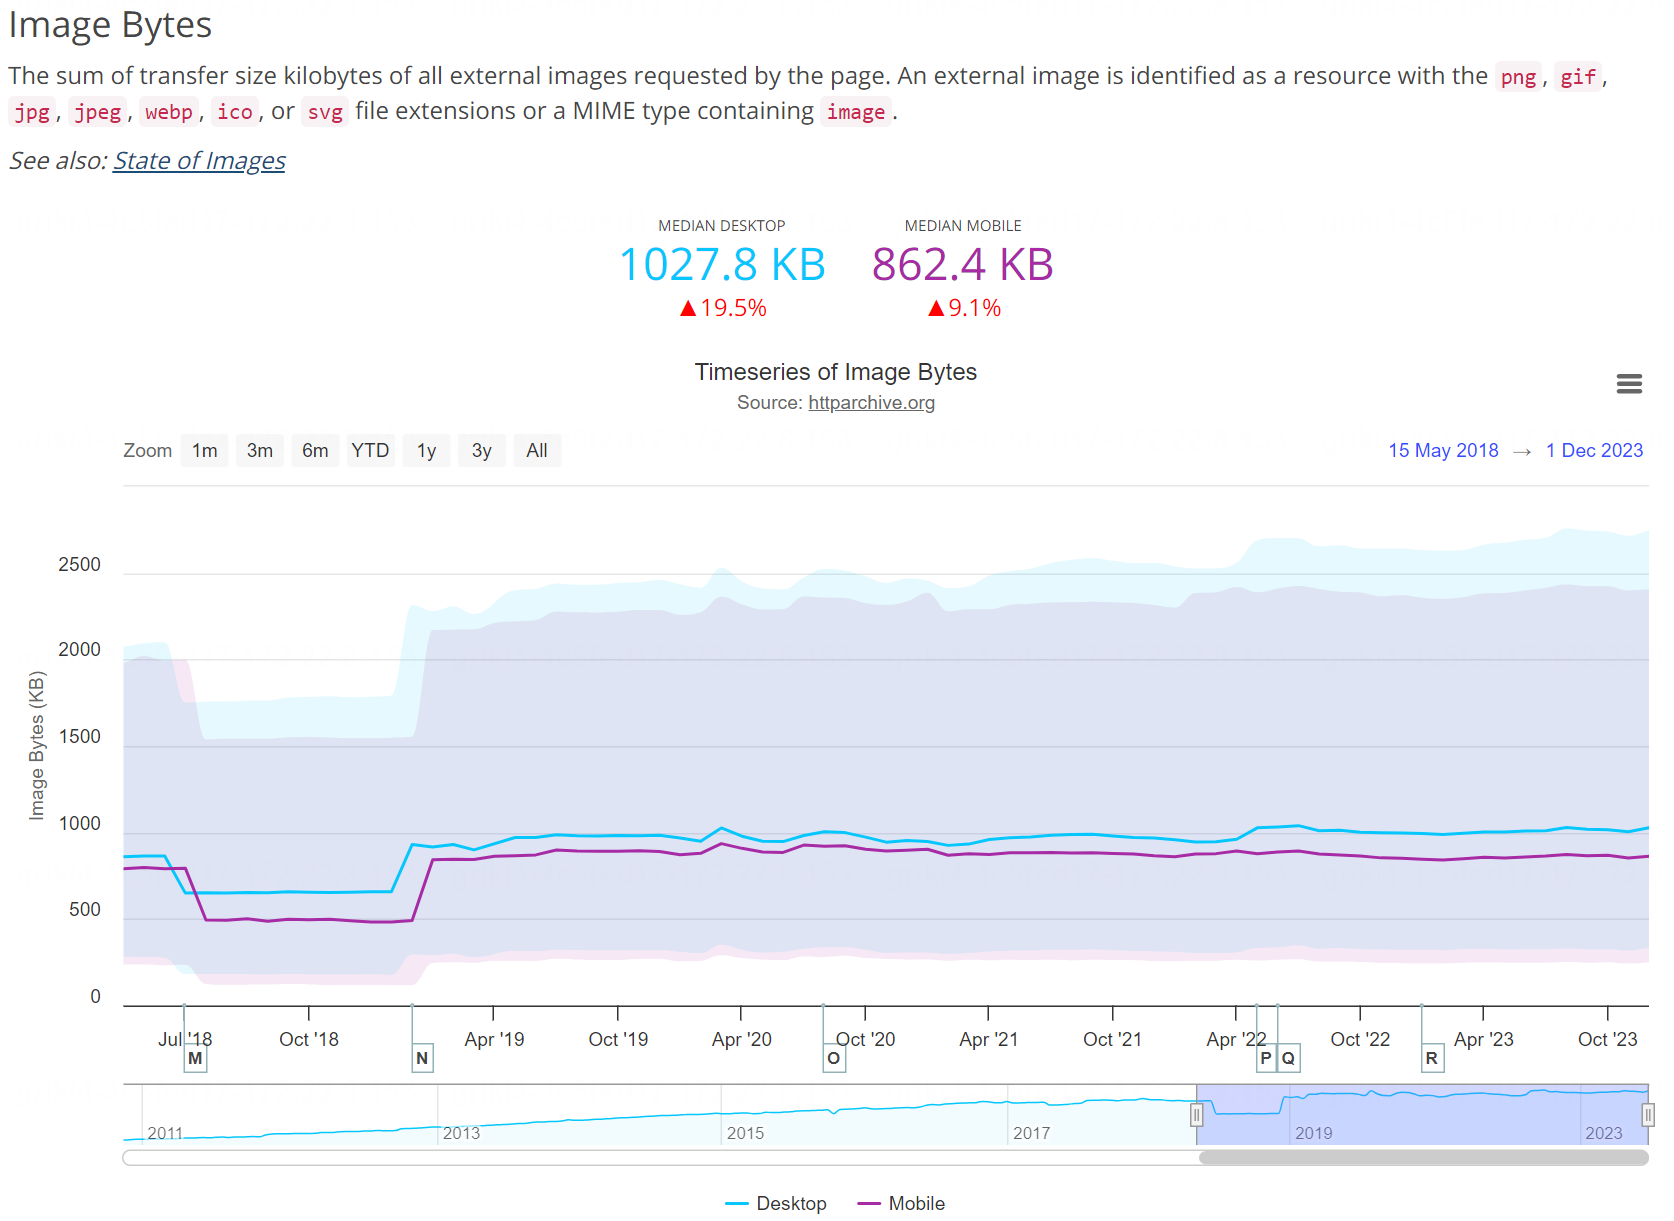 Image Bytes
The sum of transfer size kilobytes of all external images requested by the page. An external image is identified as a resource with the png, gif,
jpg, jpeg, webp, ico, or svg file extensions or a MIME type containing image.
See also: State of Images
MEDIAN DESKTOP MEDIAN MOBILE
1027.8 KB 862.4 KB
▲19.5% ▲9.1%
Timeseries of Image Bytes
Source: httparchive.org
Zoom 1m 3m 6m YTD 1y 3y All 15 May 2018 → 1 Dec 2023
Image Bytes (KB)
2500
2000
1500
1000
500
0
Jul '18 Oct '18 Apr '19 Oct '19 Apr '20 Oct '20 Apr '21 Oct '21 Apr '22 Oct '22 Apr '23 Oct '23
M N O P Q R
2011 2013 2015 2017 2019 2023
Desktop Mobile